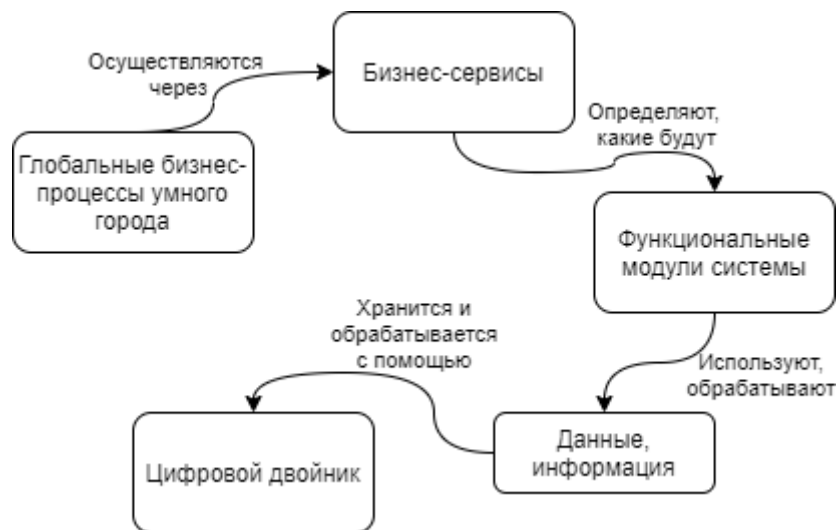 Осуществляются
через
Бизнес-сервисы
Определяют,
какие будут
Глобальные бизнес-
процессы умного
города
Функциональные
модули системы
Хранится и
обрабатывается
с помощью
Используют,
обрабатывают
Данные,
информация
Цифровой двойник